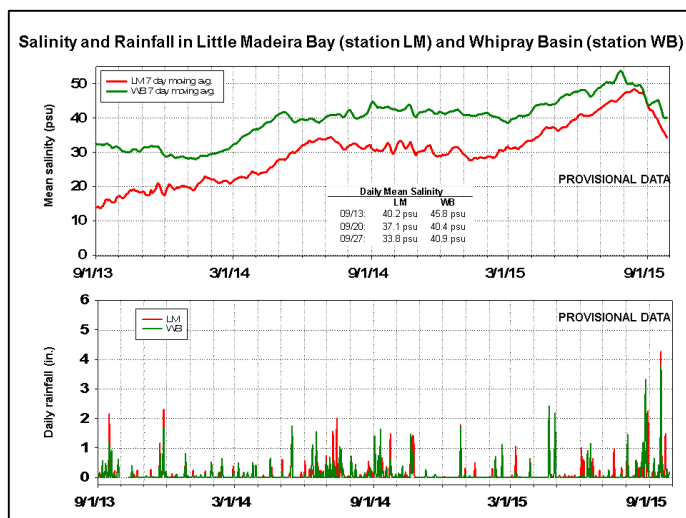 Salinity and Rainfall in Little Madeira Bay (station LM) and Whipray Basin (station WB)
LM 7 day moving avg.
WB 7 day moving avg.
Mean salinity (psu)
50
40
30
20
10
0
PROVISIONAL DATA
Daily Mean Salinity
LM WB
09/13: 40.2 psu 45.8 psu
09/20: 37.1 psu 40.4 psu
09/27: 33.8 psu 40.9 psu
9/1/13 3/1/14 9/1/14 3/1/15 9/1/15
LM
WB
PROVISIONAL DATA
Daily rainfall (in.)
6
5
4
3
2
1
0
9/1/13 3/1/14 9/1/14 3/1/15 9/1/15